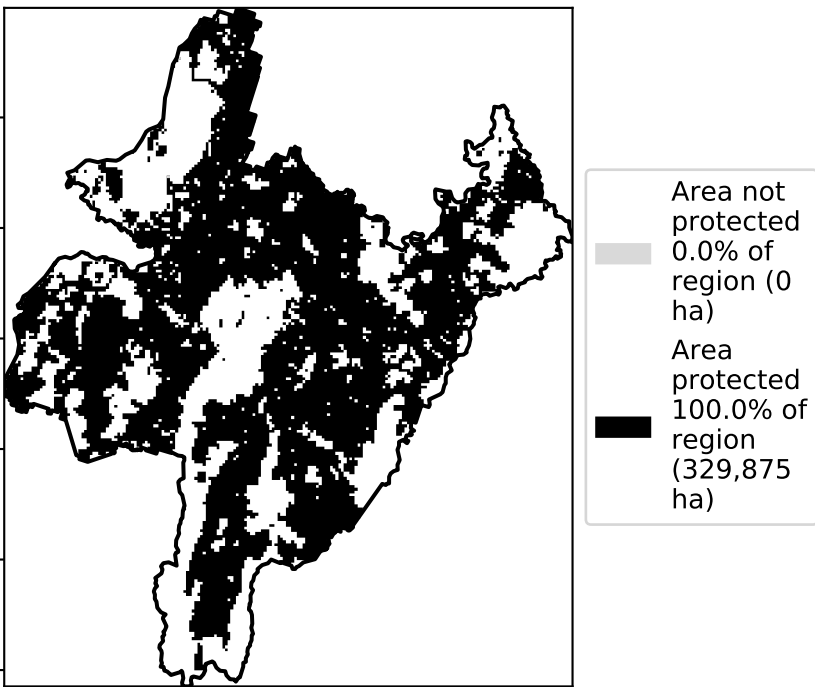 Area not
protected
0.0% of
region (0
ha)
Area
protected
100.0% of
region
(329,875
ha)